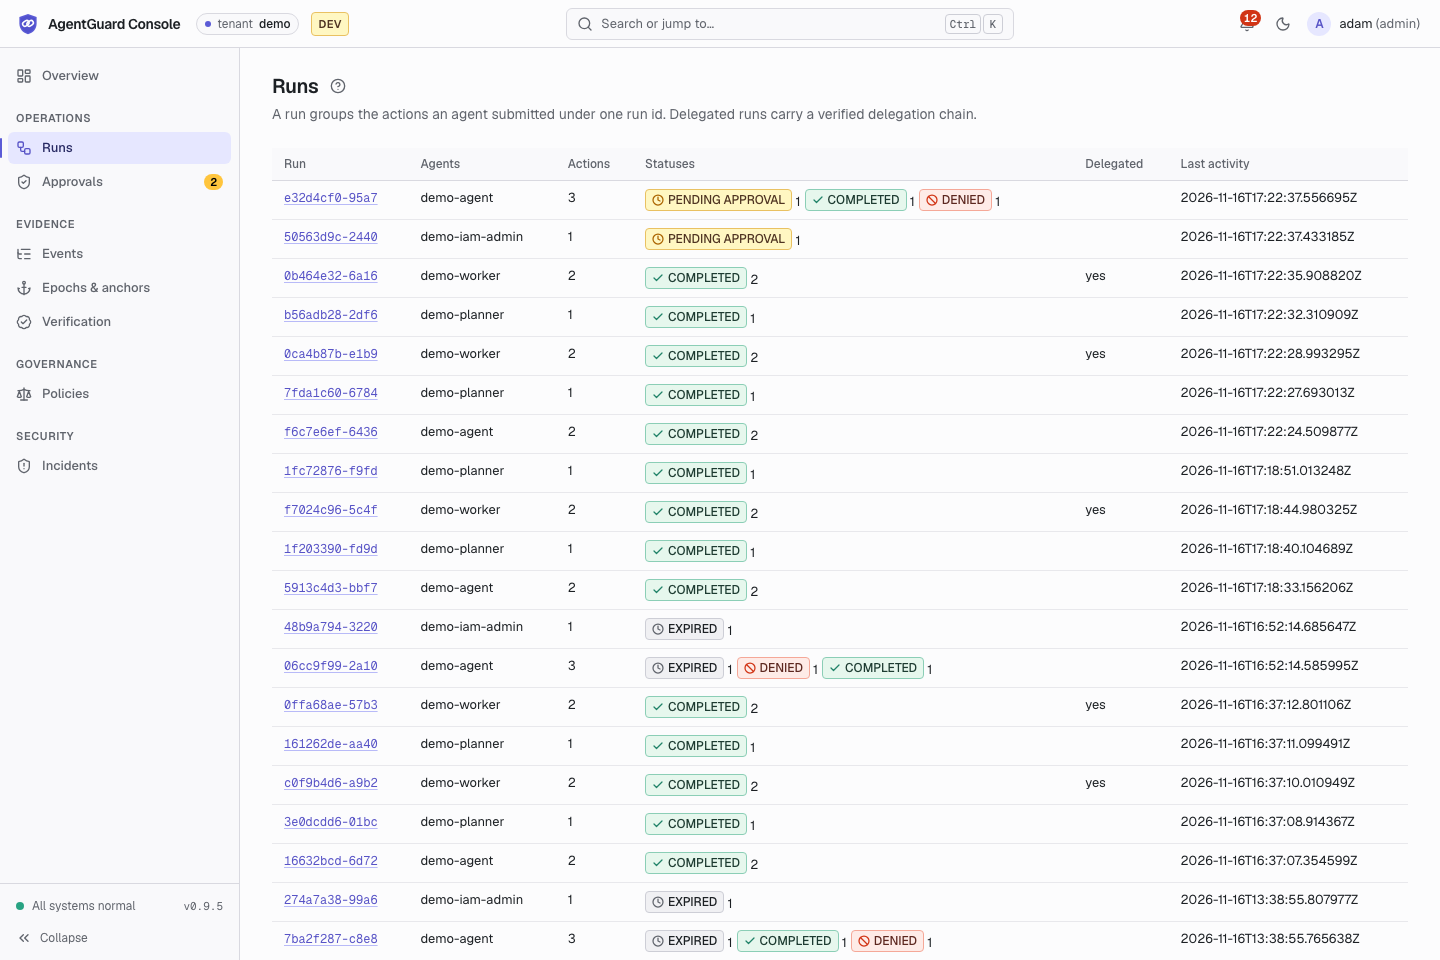 AgentGuard Console
tenant demo
DEV
Search or jump to...
Ctrl K
12
A
adam (admin)
Overview
OPERATIONS
Runs
Approvals 2
EVIDENCE
Events
Epochs & anchors
Verification
GOVERNANCE
Policies
SECURITY
Incidents
All systems normal v0.9.5
Collapse
Runs
A run groups the actions an agent submitted under one run id. Delegated runs carry a verified delegation chain.
Run Agents Actions Statuses Delegated Last activity
e32d4cf0-95a7 demo-agent 3 PENDING APPROVAL 1 COMPLETED 1 DENIED 1 2026-11-16T17:22:37.556695Z
50563d9c-2440 demo-iam-admin 1 PENDING APPROVAL 1 2026-11-16T17:22:37.433185Z
0b464e32-6a16 demo-worker 2 COMPLETED 2 yes 2026-11-16T17:22:35.908820Z
b56adb28-2df6 demo-planner 1 COMPLETED 1 2026-11-16T17:22:32.310909Z
0ca4b87b-e1b9 demo-worker 2 COMPLETED 2 yes 2026-11-16T17:22:28.993295Z
7fda1c60-6784 demo-planner 1 COMPLETED 1 2026-11-16T17:22:27.693013Z
f6c7e6ef-6436 demo-agent 2 COMPLETED 2 2026-11-16T17:22:24.509877Z
1fc72876-f9fd demo-planner 1 COMPLETED 1 2026-11-16T17:18:51.013248Z
f7024c96-5c4f demo-worker 2 COMPLETED 2 yes 2026-11-16T17:18:44.980325Z
1f203390-fd9d demo-planner 1 COMPLETED 1 2026-11-16T17:18:40.104689Z
5913c4d3-bbf7 demo-agent 2 COMPLETED 2 2026-11-16T17:18:33.156206Z
48b9a794-3220 demo-iam-admin 1 EXPIRED 1 2026-11-16T16:52:14.685647Z
06cc9f99-2a10 demo-agent 3 EXPIRED 1 DENIED 1 COMPLETED 1 2026-11-16T16:52:14.585995Z
0ffa68ae-57b3 demo-worker 2 COMPLETED 2 yes 2026-11-16T16:37:12.801106Z
161262de-aa40 demo-planner 1 COMPLETED 1 2026-11-16T16:37:11.099491Z
c0f9b4d6-a9b2 demo-worker 2 COMPLETED 2 yes 2026-11-16T16:37:10.010949Z
3e0dcdd6-01bc demo-planner 1 COMPLETED 1 2026-11-16T16:37:08.914367Z
16632bcd-6d72 demo-agent 2 COMPLETED 2 2026-11-16T16:37:07.354599Z
274a7a38-99a6 demo-iam-admin 1 EXPIRED 1 2026-11-16T13:38:55.807977Z
7ba2f287-c8e8 demo-agent 3 EXPIRED 1 COMPLETED 1 DENIED 1 2026-11-16T13:38:55.765638Z